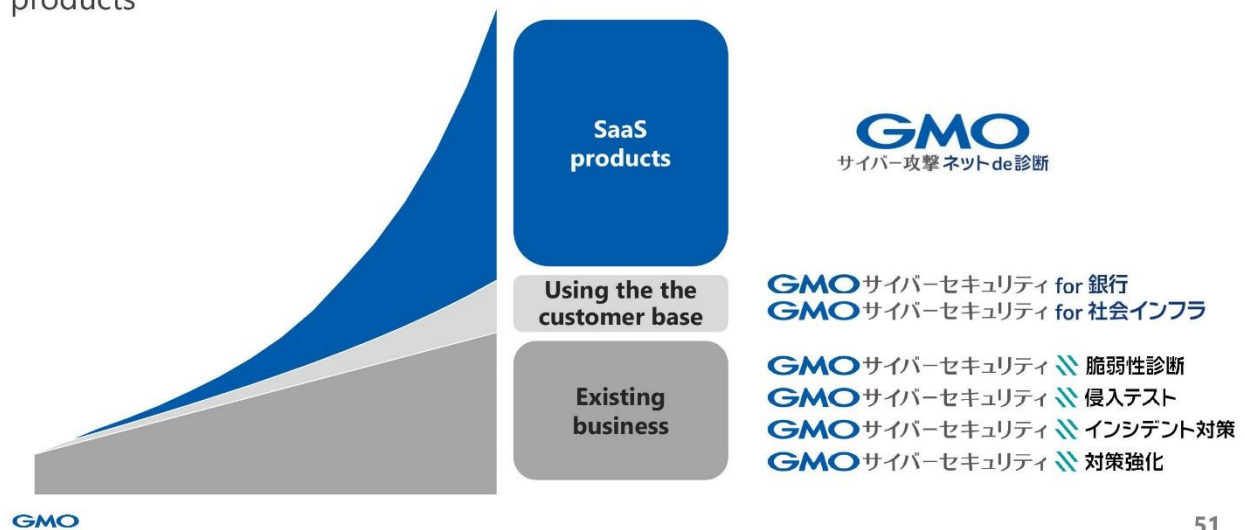 products
SaaS
products
GMO
サイバー攻撃 ネットde診断
Using the the
customer base
GMOサイバーセキュリティ for 銀行
GMOサイバーセキュリティ for 社会インフラ
Existing
business
GMOサイバーセキュリティ 脆弱性診断
GMOサイバーセキュリティ 侵入テスト
GMOサイバーセキュリティ インシデント対策
GMOサイバーセキュリティ 対策強化
GMO
51